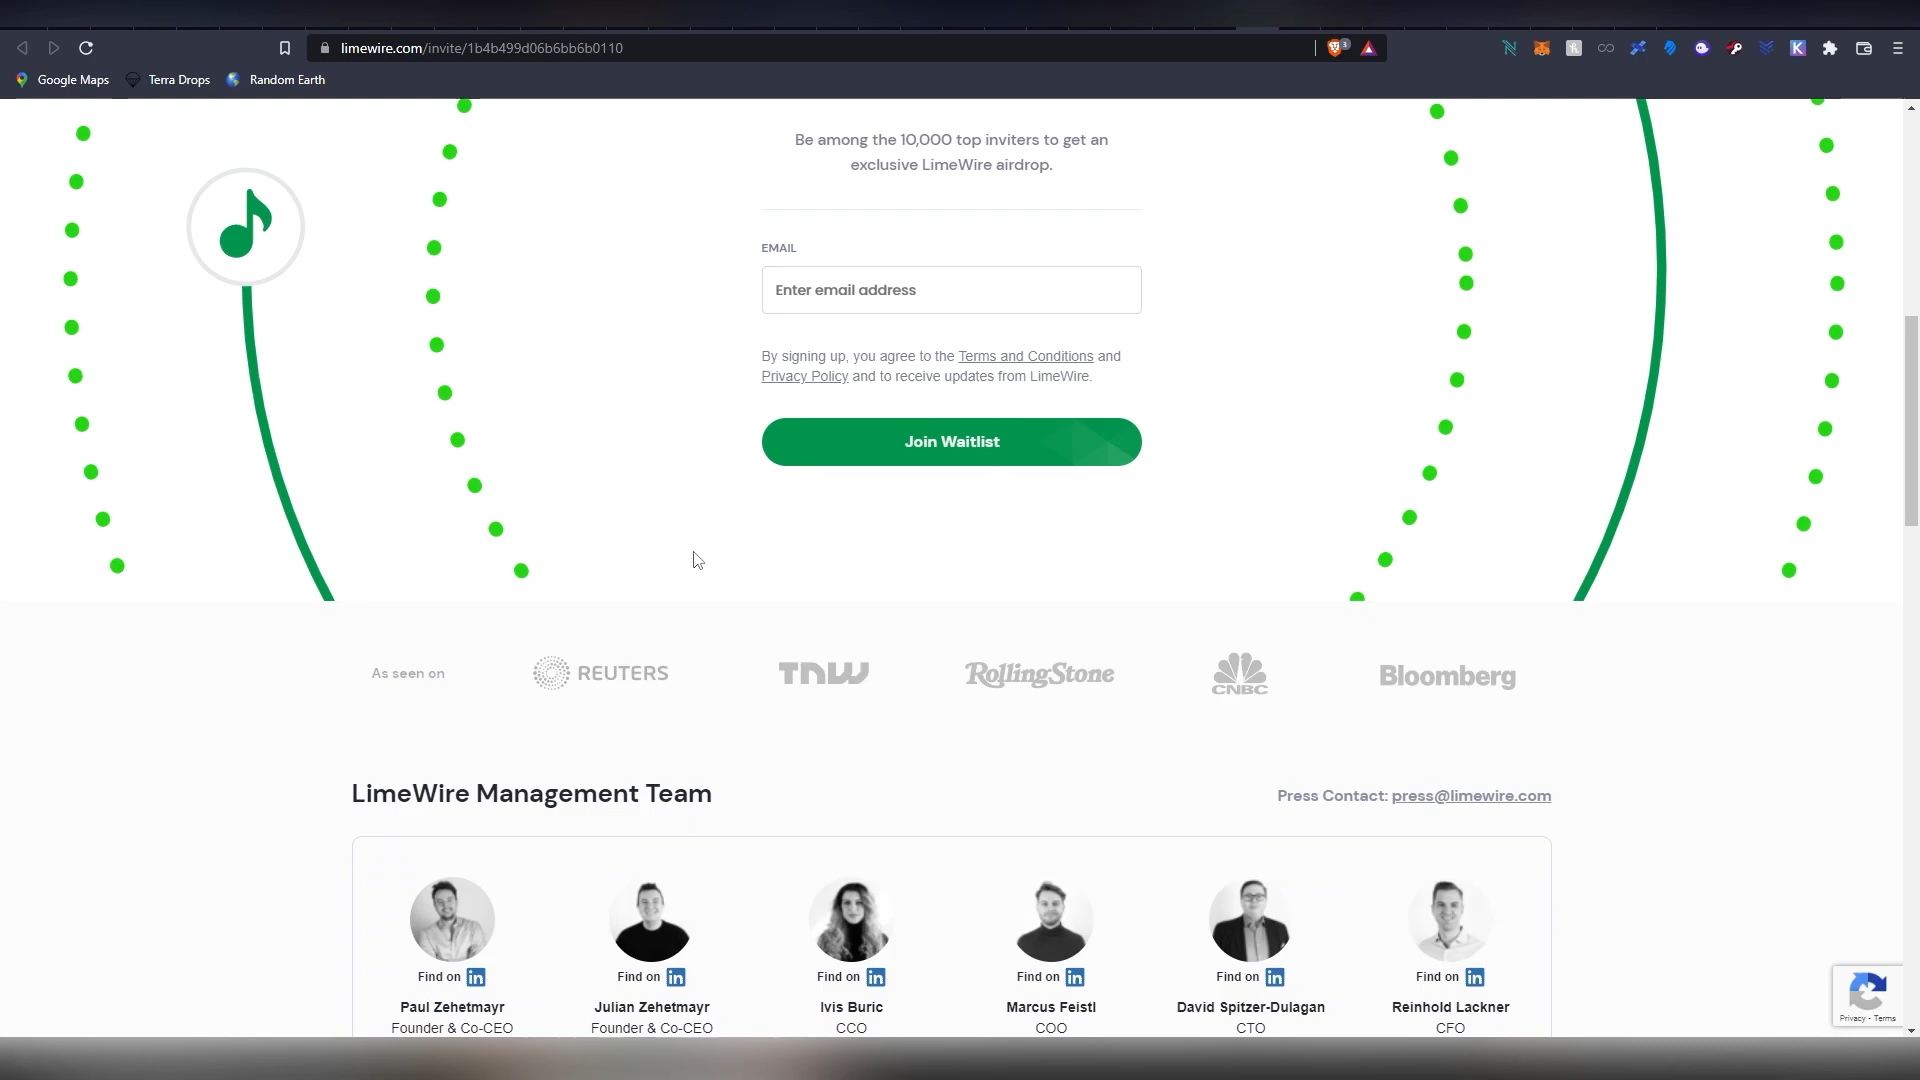 limewire.com/invite/1b4b499d06b6bb6b0110
3
Google Maps
Terra Drops
Random Earth
Be among the 10,000 top inviters to get an
exclusive LimeWire airdrop.
EMAIL
Enter email address
By signing up, you agree to the Terms and Conditions and
Privacy Policy and to receive updates from LimeWire.
Join Waitlist
As seen on
REUTERS
TNW
RollingStone
CNBC
Bloomberg
LimeWire Management Team
Press Contact: press@limewire.com
Find on in
Find on in
Find on in
Find on in
Find on in
Find on in
Paul Zehetmayr
Julian Zehetmayr
Ivis Buric
Marcus Feistl
David Spitzer-Dulagan
Reinhold Lackner
Founder & Co-CEO
Founder & Co-CEO
CCO
COO
CTO
CFO
Privacy - Terms